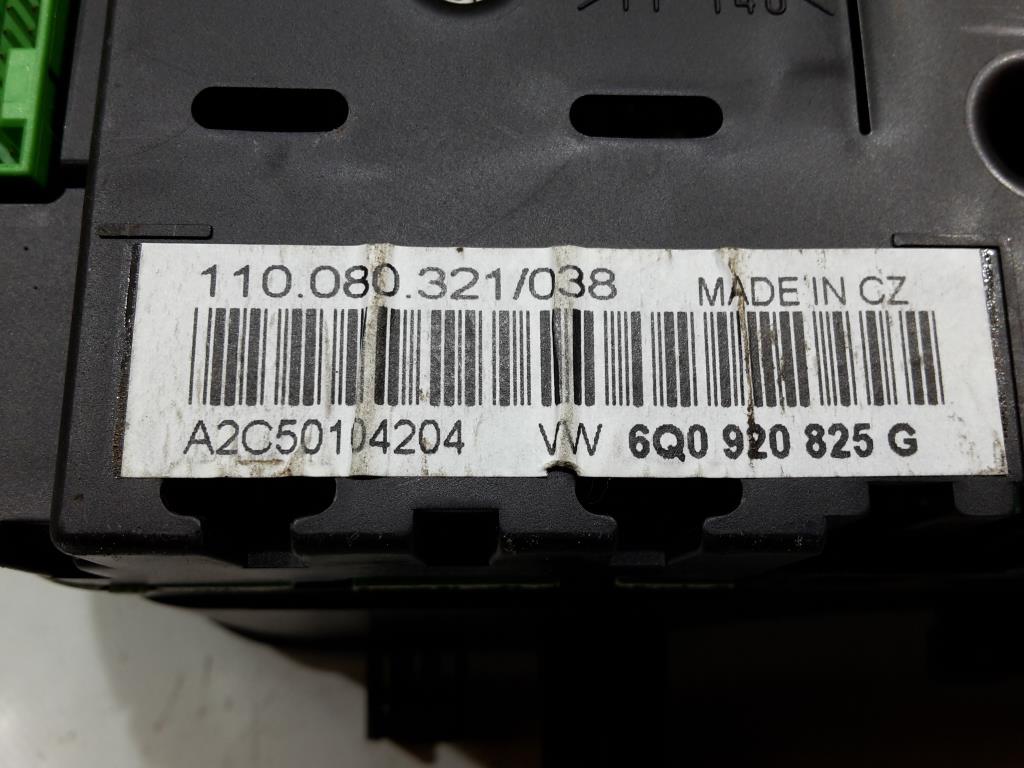 110.080.321/038 MADE IN CZ
A2C50104204 VW 6Q0 920 825 G